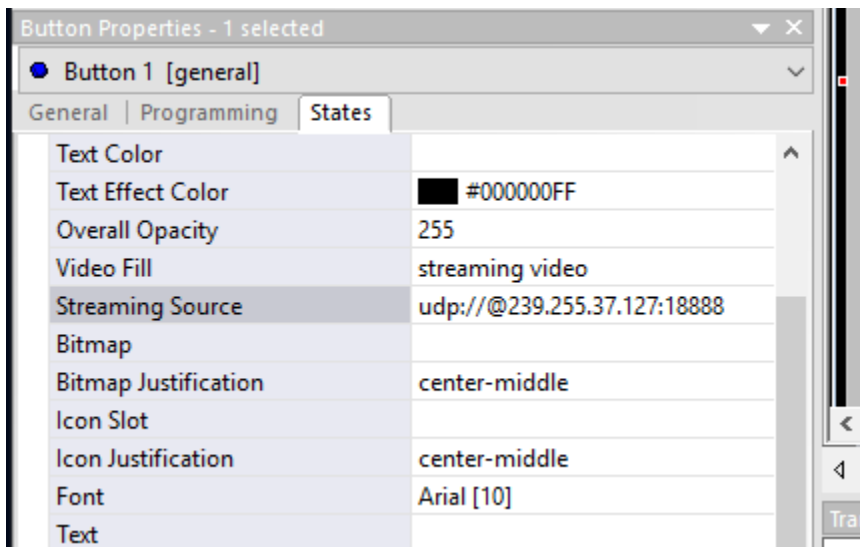 Button Properties - 1 selected
Button 1 [general]
General | Programming States
Text Color
Text Effect Color #000000FF
Overall Opacity 255
Video Fill streaming video
Streaming Source udp://@239.255.37.127:18888
Bitmap
Bitmap Justification center-middle
Icon Slot
Icon Justification center-middle
Font Arial [10]
Text
Tra